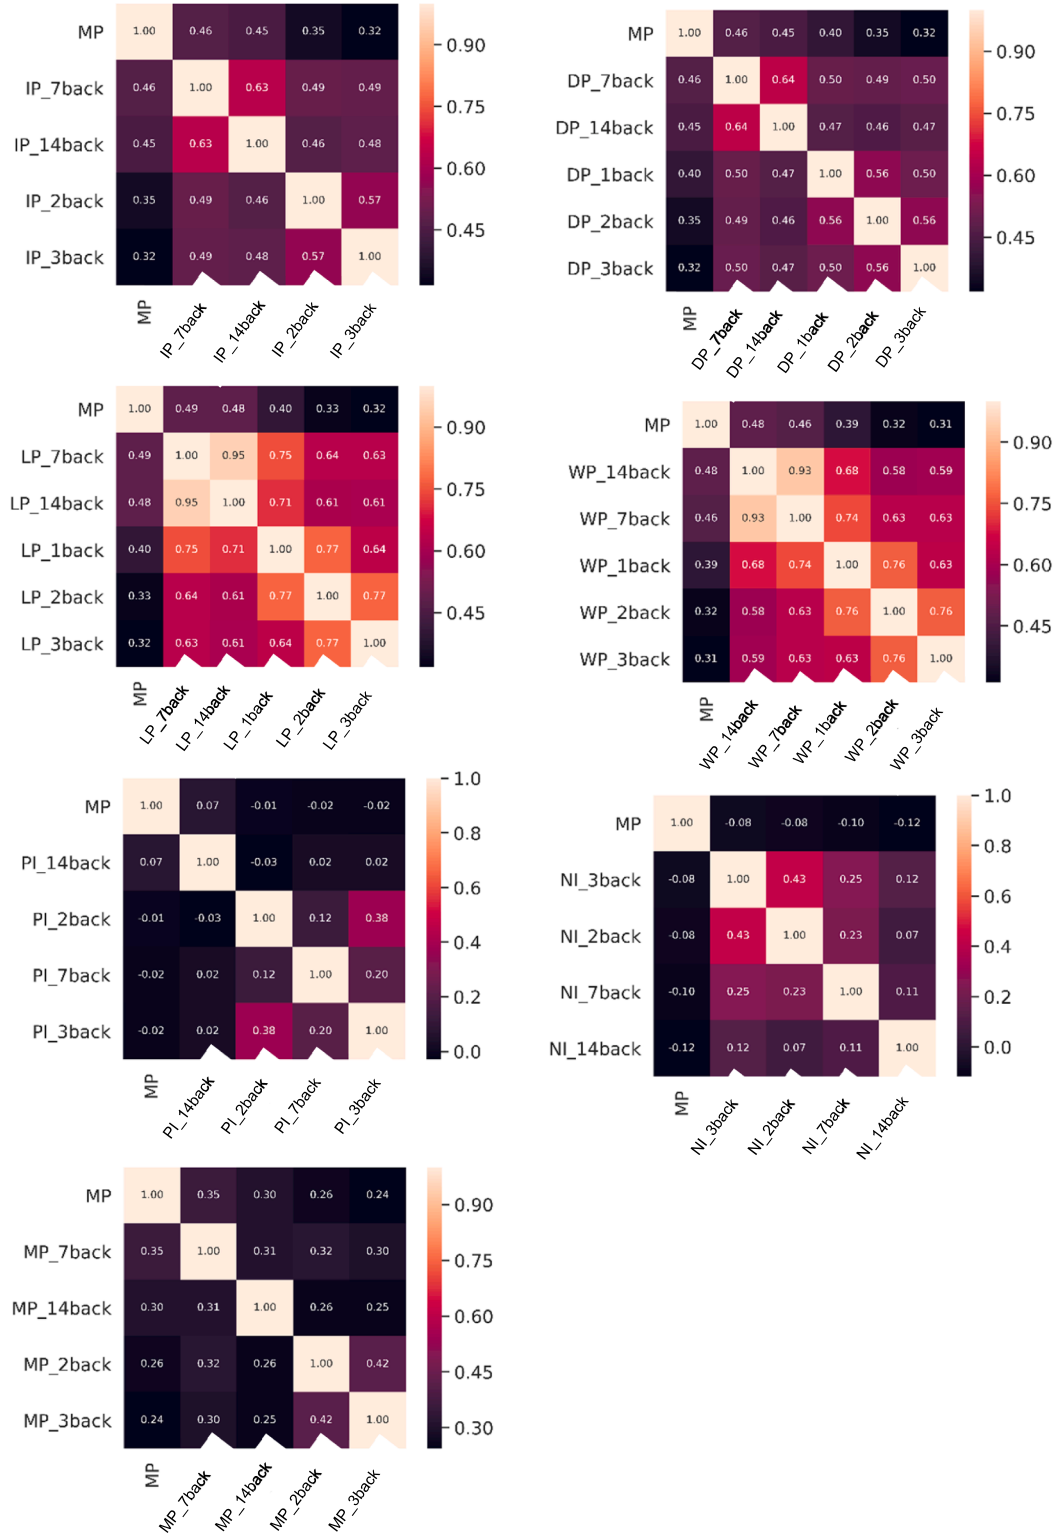 MP 1.00 0.46 0.45 0.35 0.32
IP_7back 0.46 1.00 0.63 0.49 0.49
IP_14back 0.45 0.63 1.00 0.46 0.48
IP_2back 0.35 0.49 0.46 1.00 0.57
IP_3back 0.32 0.49 0.48 0.57 1.00
MP IP_7back IP_14back IP_2back IP_3back
0.90
0.75
0.60
0.45
MP 1.00 0.46 0.45 0.40 0.35 0.32
DP_7back 0.46 1.00 0.64 0.50 0.49 0.50
DP_14back 0.45 0.64 1.00 0.47 0.46 0.47
DP_1back 0.40 0.50 0.47 1.00 0.56 0.50
DP_2back 0.35 0.49 0.46 0.56 1.00 0.56
DP_3back 0.32 0.50 0.47 0.50 0.56 1.00
MP DP_7back DP_14back DP_1back DP_2back DP_3back
0.90
0.75
0.60
0.45
MP 1.00 0.49 0.48 0.40 0.33 0.32
LP_7back 0.49 1.00 0.95 0.75 0.64 0.63
LP_14back 0.48 0.95 1.00 0.71 0.61 0.61
LP_1back 0.40 0.75 0.71 1.00 0.77 0.64
LP_2back 0.33 0.64 0.61 0.77 1.00 0.77
LP_3back 0.32 0.63 0.61 0.64 0.77 1.00
MP LP_7back LP_14back LP_1back LP_2back LP_3back
0.90
0.75
0.60
0.45
MP 1.00 0.48 0.46 0.39 0.32 0.31
WP_14back 0.48 1.00 0.93 0.68 0.58 0.59
WP_7back 0.46 0.93 1.00 0.74 0.63 0.63
WP_1back 0.39 0.68 0.74 1.00 0.76 0.63
WP_2back 0.32 0.58 0.63 0.76 1.00 0.76
WP_3back 0.31 0.59 0.63 0.63 0.76 1.00
MP WP_14back WP_7back WP_1back WP_2back WP_3back
0.90
0.75
0.60
0.45
MP 1.00 0.07 -0.01 -0.02 -0.02
PI_14back 0.07 1.00 -0.03 0.02 0.02
PI_2back -0.01 -0.03 1.00 0.12 0.38
PI_7back -0.02 0.02 0.12 1.00 0.20
PI_3back -0.02 0.02 0.38 0.20 1.00
MP PI_14back PI_2back PI_7back PI_3back
1.0
0.8
0.6
0.4
0.2
0.0
MP 1.00 -0.08 -0.08 -0.10 -0.12
NI_3back -0.08 1.00 0.43 0.25 0.12
NI_2back -0.08 0.43 1.00 0.23 0.07
NI_7back -0.10 0.25 0.23 1.00 0.11
NI_14back -0.12 0.12 0.07 0.11 1.00
MP NI_3back NI_2back NI_7back NI_14back
1.0
0.8
0.6
0.4
0.2
0.0
MP 1.00 0.35 0.30 0.26 0.24
MP_7back 0.35 1.00 0.31 0.32 0.30
MP_14back 0.30 0.31 1.00 0.26 0.25
MP_2back 0.26 0.32 0.26 1.00 0.42
MP_3back 0.24 0.30 0.25 0.42 1.00
MP MP_7back MP_14back MP_2back MP_3back
0.90
0.75
0.60
0.45
0.30